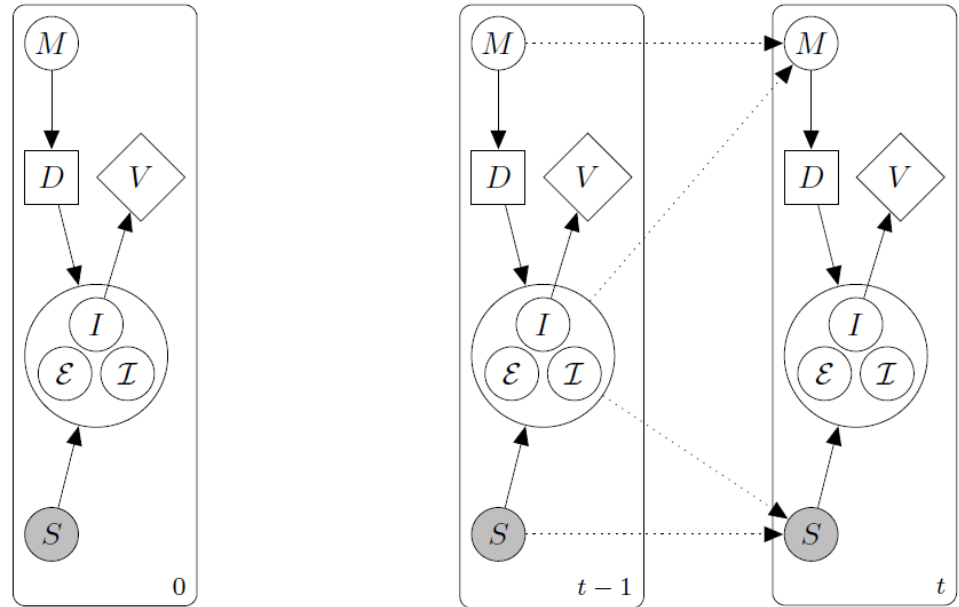 M M M
D V D V D V
I I I
ℰ ℐ ℰ ℐ ℰ ℐ
S S S
0 t − 1 t